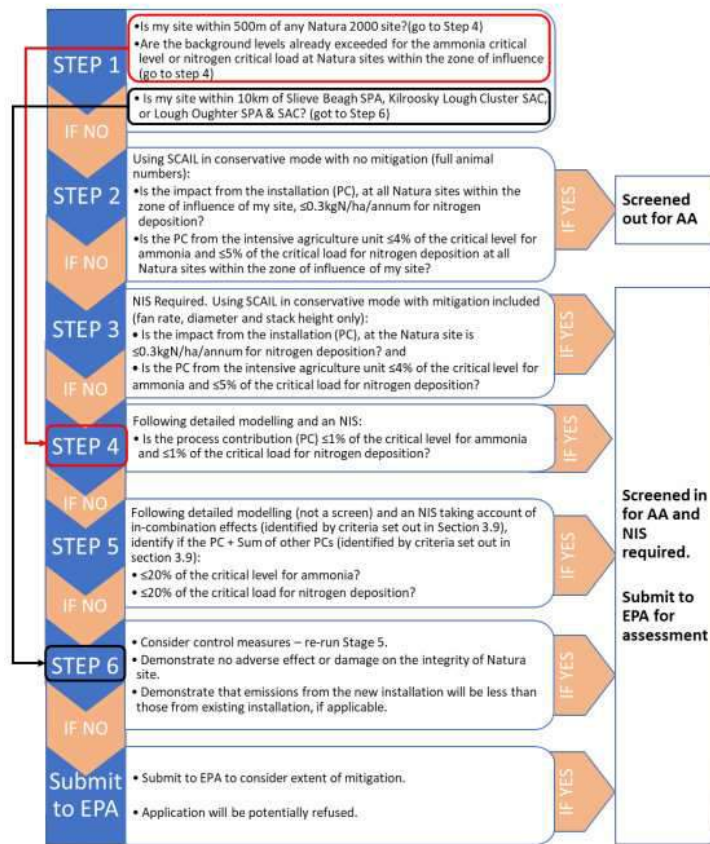 STEP 1
•Is my site within 500m of any Natura 2000 site?(go to Step 4)
•Are the background levels already exceeded for the ammonia critical
level or nitrogen critical load at Natura sites within the zone of influence
(go to step 4)
• Is my site within 10km of Slieve Beagh SPA, Kilroosky Lough Cluster SAC,
or Lough Oughter SPA & SAC? (got to Step 6)
IF NO
STEP 2
Using SCAIL in conservative mode with no mitigation (full animal
numbers):
•Is the impact from the installation (PC), at all Natura sites within the
zone of influence of my site, ≤0.3kgN/ha/annum for nitrogen
deposition?
•Is the PC from the intensive agriculture unit ≤4% of the critical level for
ammonia and ≤5% of the critical load for nitrogen deposition at all
Natura sites within the zone of influence of my site?
IF YES
Screened
out for AA
IF NO
STEP 3
NIS Required. Using SCAIL in conservative mode with mitigation included
(fan rate, diameter and stack height only):
• Is the impact from the installation (PC), at the Natura site is
≤0.3kgN/ha/annum for nitrogen deposition? and
• Is the PC from the intensive agriculture unit ≤4% of the critical level for
ammonia and ≤5% of the critical load for nitrogen deposition?
IF YES
IF NO
STEP 4
Following detailed modelling and an NIS:
• Is the process contribution (PC) ≤1% of the critical level for ammonia
and ≤1% of the critical load for nitrogen deposition?
IF YES
IF NO
STEP 5
Following detailed modelling (not a screen) and an NIS taking account of
in-combination effects (identified by criteria set out in Section 3.9),
identify if the PC + Sum of other PCs (identified by criteria set out in
section 3.9):
• ≤20% of the critical level for ammonia?
• ≤20% of the critical load for nitrogen deposition?
IF YES
Screened in
for AA and
NIS
required.
Submit to
EPA for
assessment
IF NO
STEP 6
• Consider control measures – re-run Stage 5.
• Demonstrate no adverse effect or damage on the integrity of Natura
site.
• Demonstrate that emissions from the new installation will be less than
those from existing installation, if applicable.
IF YES
IF NO
Submit
to EPA
• Submit to EPA to consider extent of mitigation.
• Application will be potentially refused.
IF YES